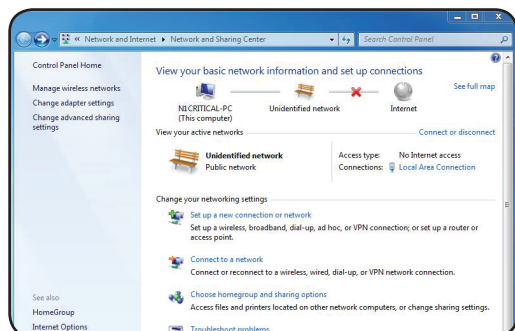 « Network and Internet ▸ Network and Sharing Center
Search Control Panel
Control Panel Home
Manage wireless networks
Change adapter settings
Change advanced sharing
settings
See also
HomeGroup
Internet Options
View your basic network information and set up connections
See full map
N1CRITICAL-PC
(This computer)
Unidentified network
Internet
View your active networks
Connect or disconnect
Unidentified network
Public network
Access type: No Internet access
Connections: Local Area Connection
Change your networking settings
Set up a new connection or network
Set up a wireless, broadband, dial-up, ad hoc, or VPN connection; or set up a router or
access point.
Connect to a network
Connect or reconnect to a wireless, wired, dial-up, or VPN network connection.
Choose homegroup and sharing options
Access files and printers located on other network computers, or change sharing settings.
Troubleshoot problems